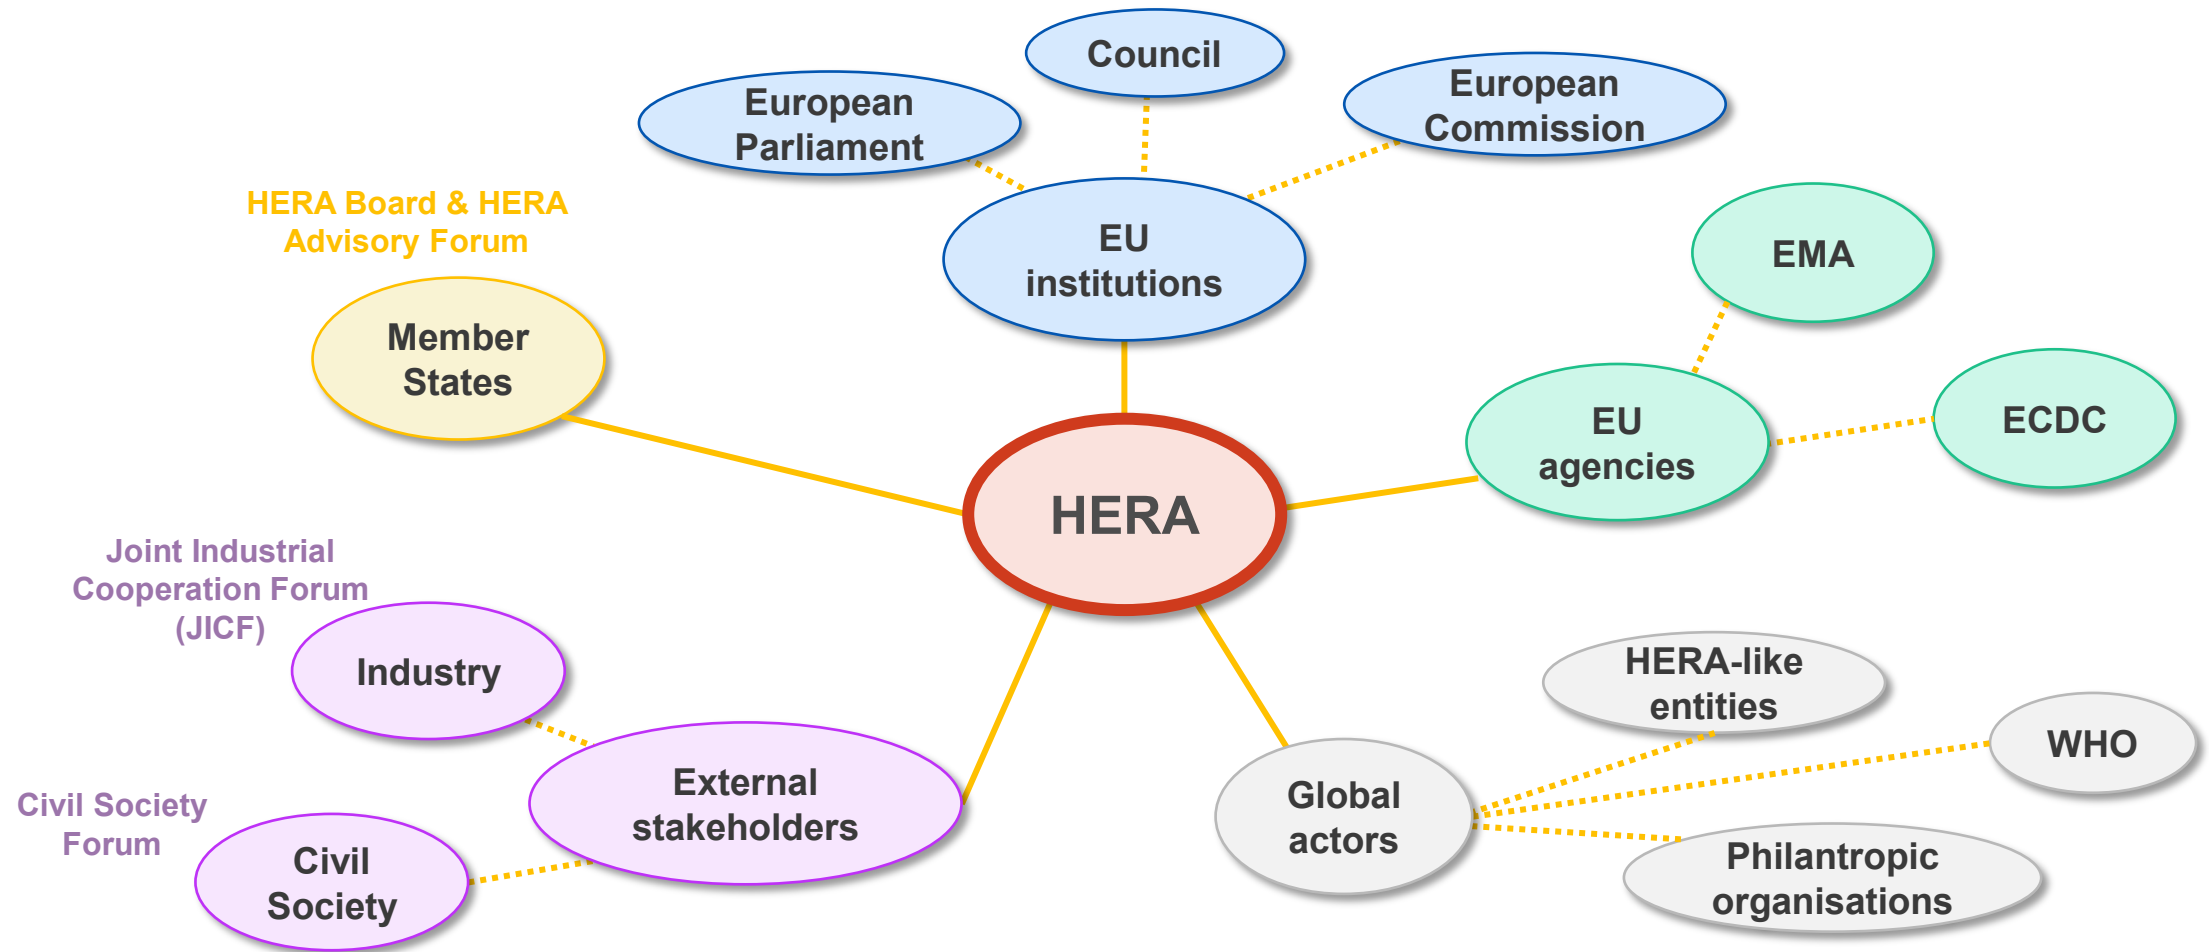 Council
European
Parliament
European
Commission
HERA Board & HERA
Advisory Forum
EU
institutions
EMA
Member
States
EU
agencies
ECDC
HERA
Joint Industrial
Cooperation Forum
(JICF)
Industry
HERA-like
entities
WHO
External
stakeholders
Global
actors
Civil Society
Forum
Civil
Society
Philantropic
organisations